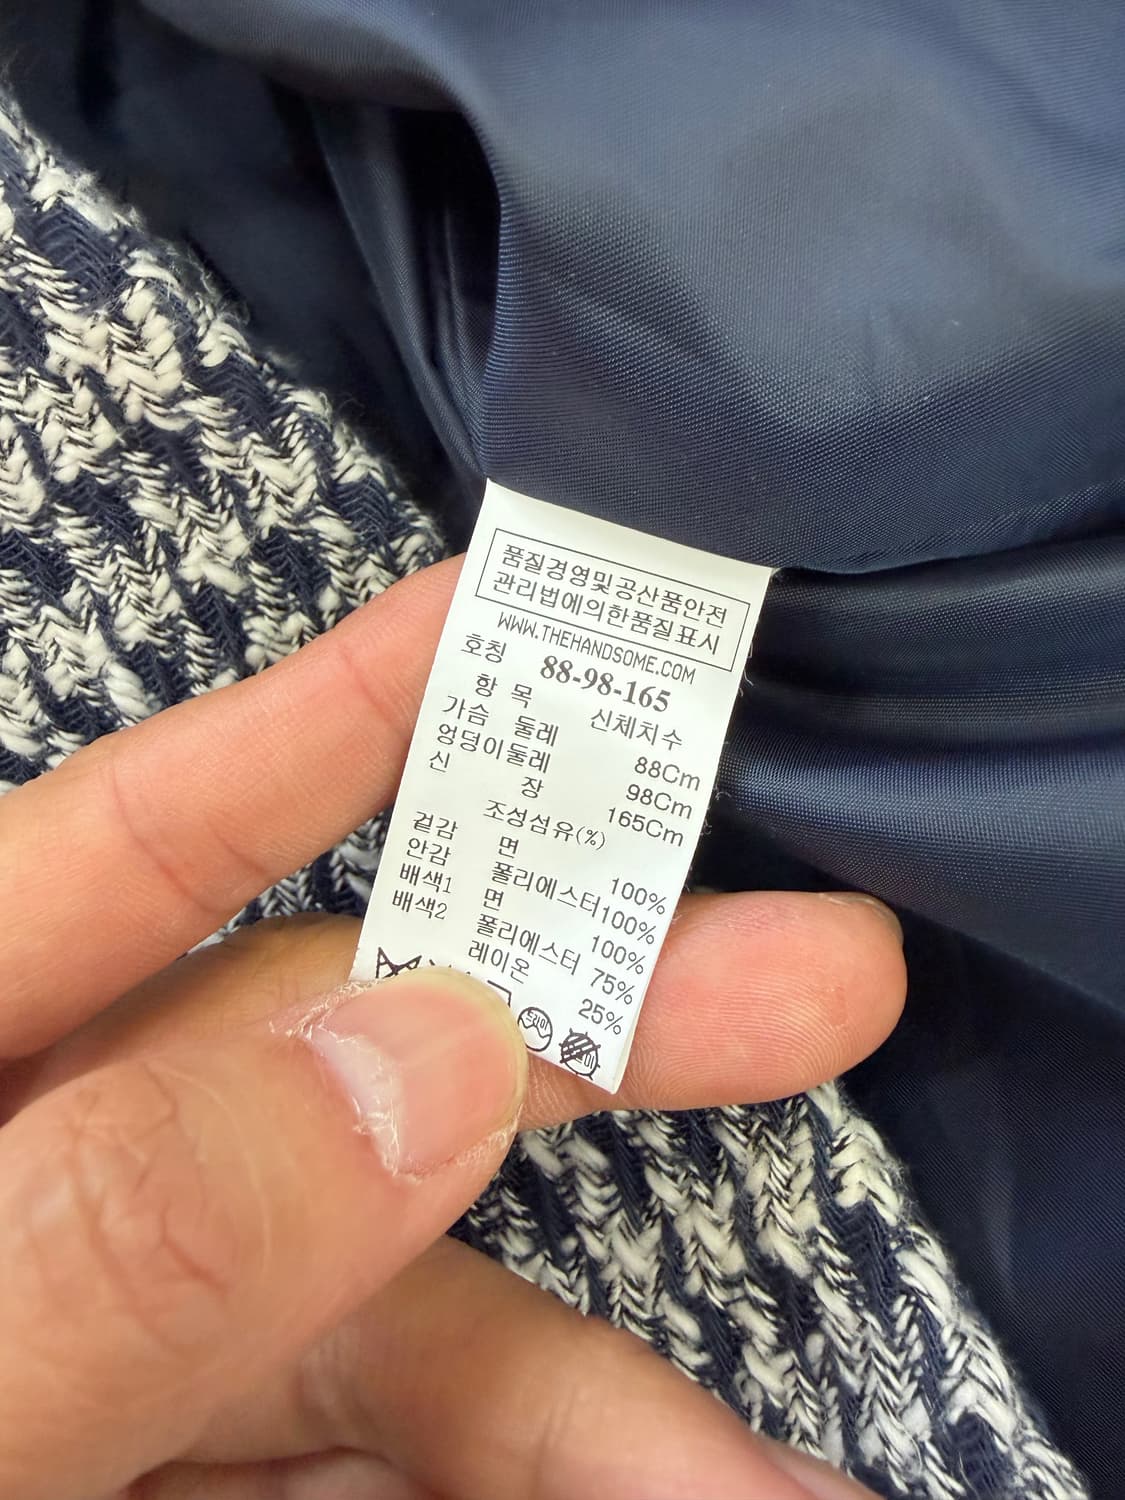 품질경영및공산품안전
관리법에의한품질표시
WWW.THEHANDSOME.COM
호칭 88-98-165
항 목 신체치수
가슴 둘레 88Cm
엉덩이둘레 98Cm
신 장 165Cm
조성섬유(%)
겉감 면 100%
안감 폴리에스터 100%
배색1 면 100%
배색2 폴리에스터 75%
레이온 25%
드라이